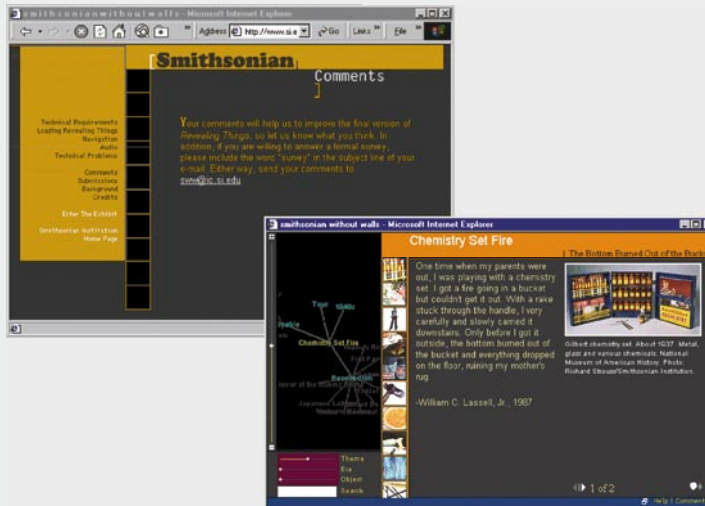 smithsonianwithoutwalls - Microsoft Internet Explorer
Address http://www.si.e Go Links File
Smithsonian
Comments
Technical Requirements
Loading Revealing Things
Navigation
Audio
Technical Problems
Comments
Submissions
Background
Credits
Enter The Exhibit
Smithsonian Institution
Home Page
Your comments will help us to improve the final version of
Revealing Things, so let us know what you think. In
addition, if you are willing to answer a formal survey,
please include the word "survey" in the subject line of your
e-mail. Either way, send your comments to
sww@ic.si.edu
smithsonian without walls - Microsoft Internet Explorer
Chemistry Set Fire
The Bottom Burned Out of the Buck
Toys
1940s
Chemistry Set Fire
Recreation
One time when my parents were
out, I was playing with a chemistry
set. I got a fire going in a bucket
but couldn't get it out. With a rake
stuck through the handle, I very
carefully and slowly carried it
downstairs. Only before I got it
outside, the bottom burned out of
the bucket and everything dropped
on the floor, ruining my mother's
rug.
-William C. Lassell, Jr., 1987
Gilbert chemistry set. About 1937. Metal,
glass and various chemicals. National
Museum of American History. Photo:
Richard Strauss/Smithsonian Institution.
Theme
Era
Object
Search
1 of 2
Help | Comment